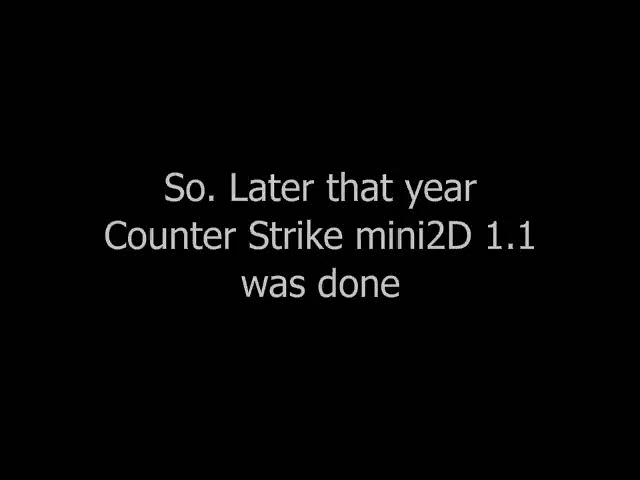 So. Later that year
Counter Strike mini2D 1.1
was done